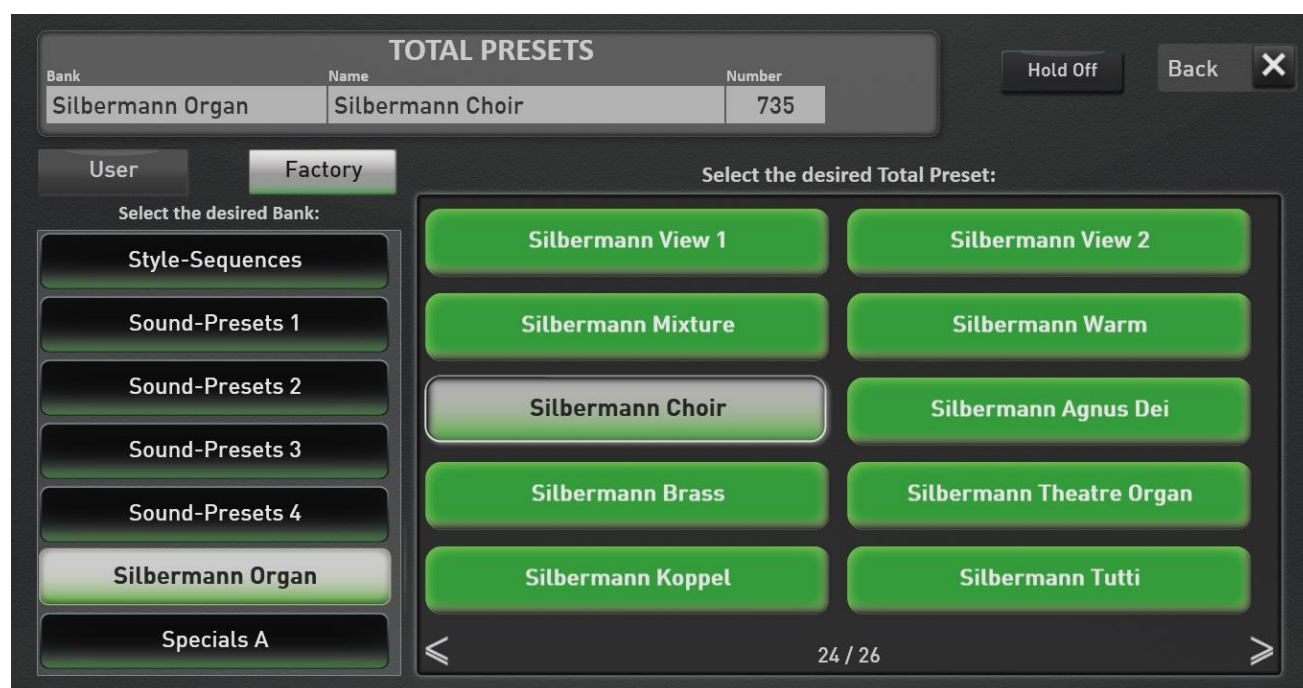 TOTAL PRESETS
Bank Name Number
Silbermann Organ Silbermann Choir 735
Hold Off Back
User Factory
Select the desired Bank:
Style-Sequences
Sound-Presets 1
Sound-Presets 2
Sound-Presets 3
Sound-Presets 4
Silbermann Organ
Specials A
Select the desired Total Preset:
Silbermann View 1 Silbermann View 2
Silbermann Mixture Silbermann Warm
Silbermann Choir Silbermann Agnus Dei
Silbermann Brass Silbermann Theatre Organ
Silbermann Koppel Silbermann Tutti
24 / 26